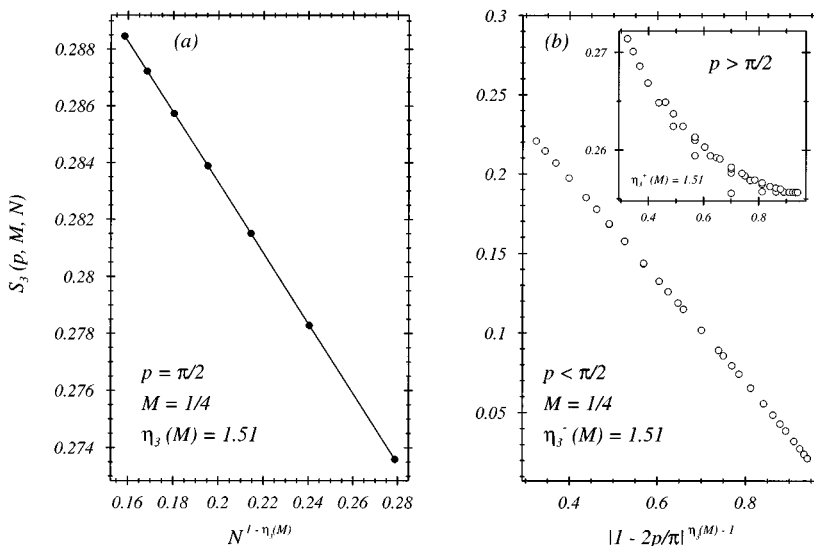 S₃ (p, M, N)
0.288
0.286
0.284
0.282
0.28
0.278
0.276
0.274
(a)
p = π/2
M = 1/4
η₃ (M) = 1.51
0.16 0.18 0.20 0.22 0.24 0.26 0.28
N^{1 - η₃(M)}
0.3
0.25
0.2
0.15
0.1
0.05
(b)
p < π/2
M = 1/4
η₃⁻ (M) = 1.51
0.4 0.6 0.8
|1 - 2p/π|^{η₃(M) - 1}
0.27
0.26
p > π/2
η₃⁺ (M) = 1.51
0.4 0.6 0.8